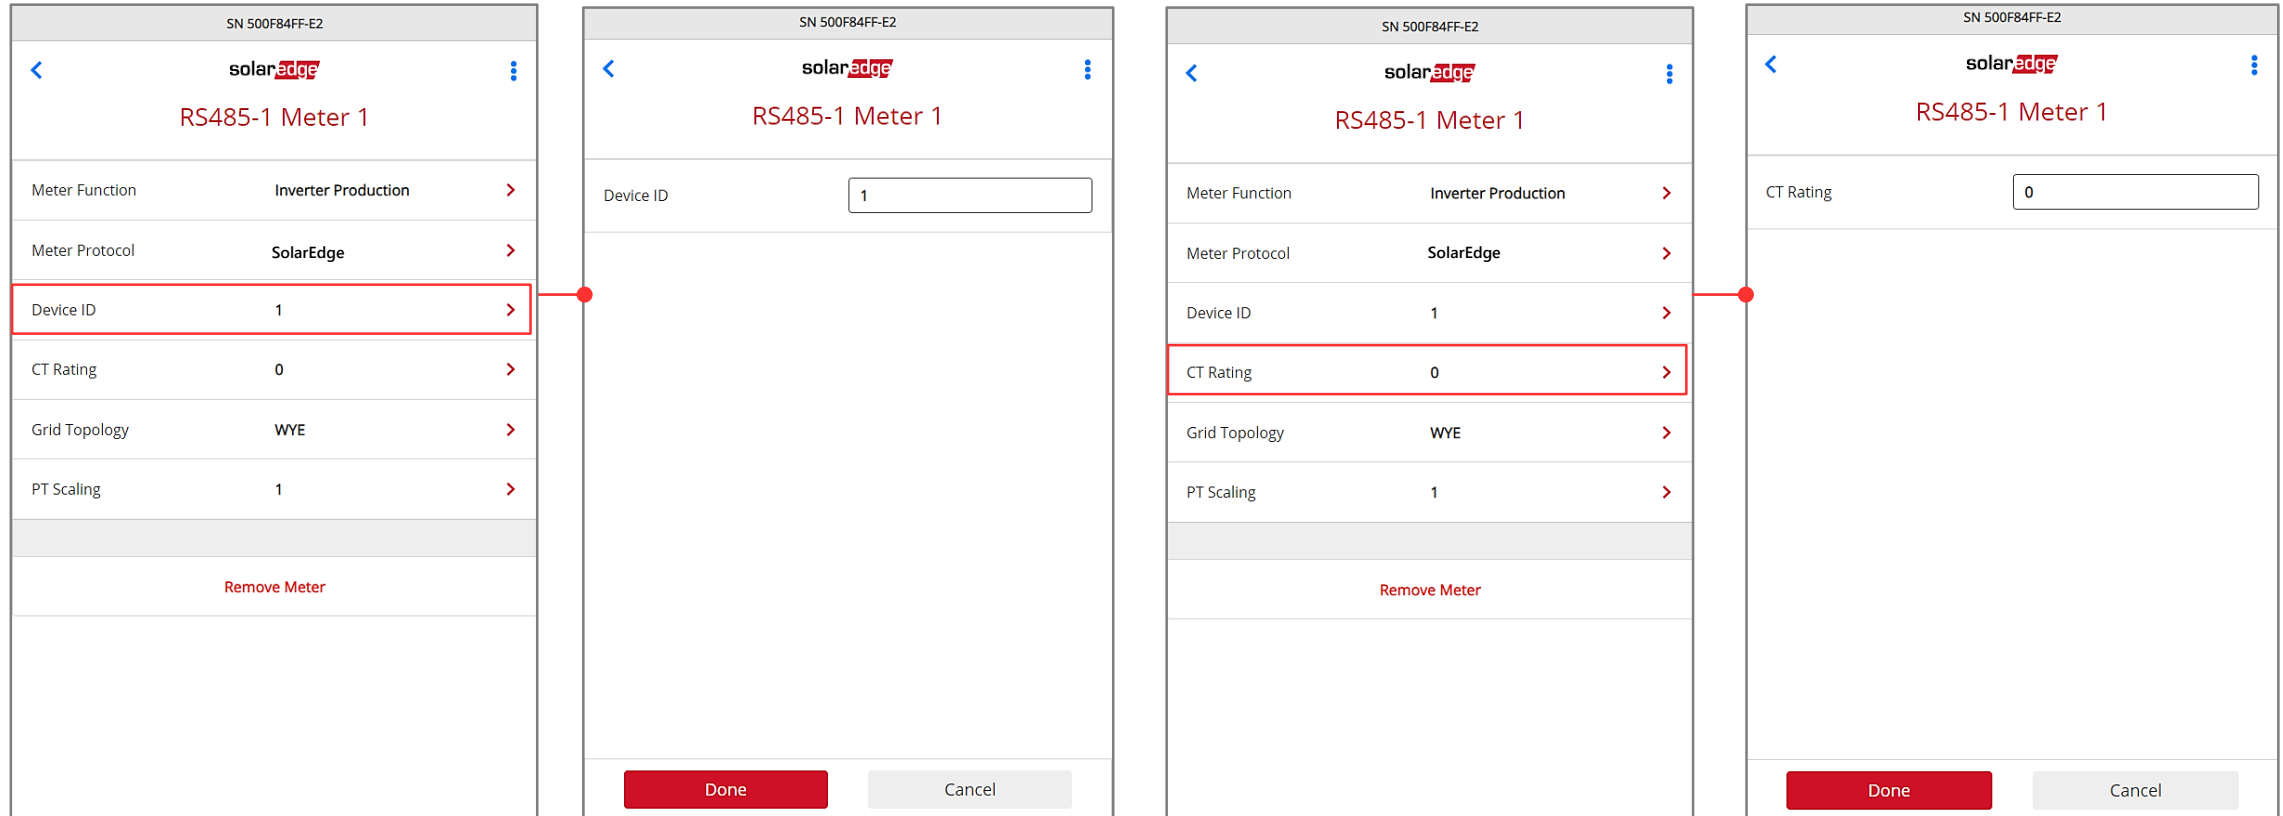 SN 500F84FF-E2
solaredge
RS485-1 Meter 1
Meter Function Inverter Production
Meter Protocol SolarEdge
Device ID 1
CT Rating 0
Grid Topology WYE
PT Scaling 1
Remove Meter
SN 500F84FF-E2
solaredge
RS485-1 Meter 1
Device ID 1
Done Cancel
SN 500F84FF-E2
solaredge
RS485-1 Meter 1
Meter Function Inverter Production
Meter Protocol SolarEdge
Device ID 1
CT Rating 0
Grid Topology WYE
PT Scaling 1
Remove Meter
SN 500F84FF-E2
solaredge
RS485-1 Meter 1
CT Rating 0
Done Cancel